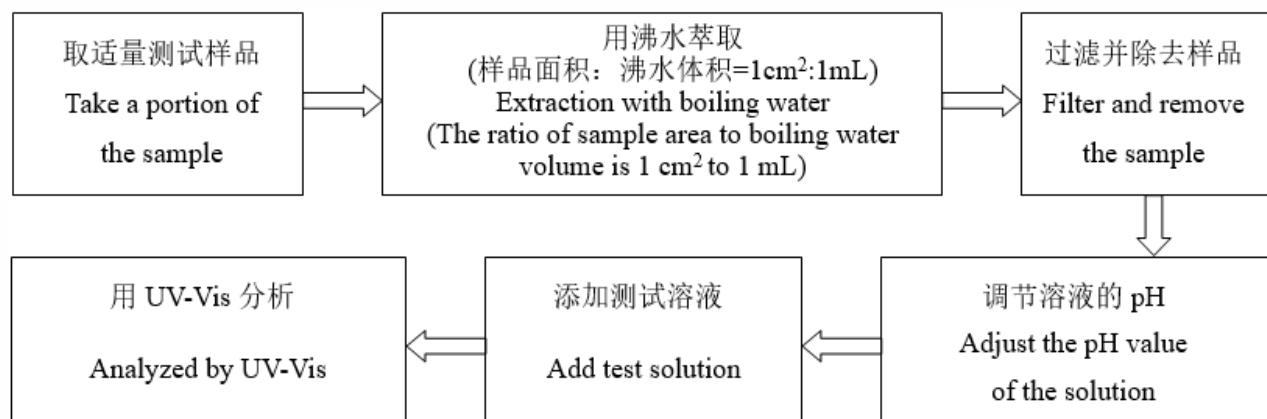 取适量测试样品
Take a portion of
the sample
用沸水萃取
(样品面积：沸水体积=1cm²:1mL)
Extraction with boiling water
(The ratio of sample area to boiling water
volume is 1 cm² to 1 mL)
过滤并除去样品
Filter and remove
the sample
调节溶液的 pH
Adjust the pH value
of the solution
添加测试溶液
Add test solution
用 UV-Vis 分析
Analyzed by UV-Vis